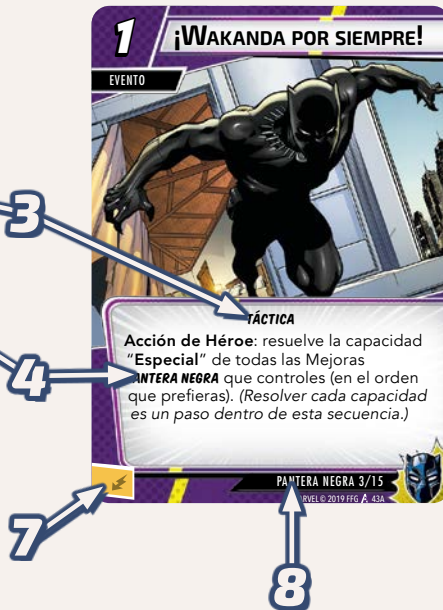 1
¡WAKANDA POR SIEMPRE!
EVENTO
3
TÁCTICA
Acción de Héroe: resuelve la capacidad
"Especial" de todas las Mejoras
4
NTERA NEGRA que controles (en el orden
que prefieras). (Resolver cada capacidad
es un paso dentro de esta secuencia.)
PANTERA NEGRA 3/15
© 2019 FFG 43A
7
8